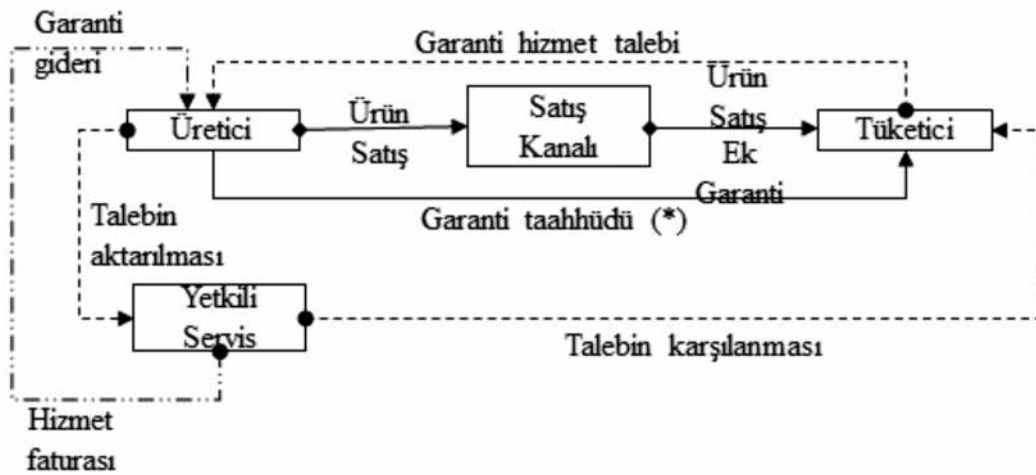 Garanti
gideri
Garanti hizmet talebi
Üretici
Ürün
Satış
Satış
Kanalı
Ürün
Satış
Ek
Garanti
Tüketici
Garanti taahhüdü (*)
Talebin
aktarılması
Yetkili
Servis
Talebin karşılanması
Hizmet
faturası